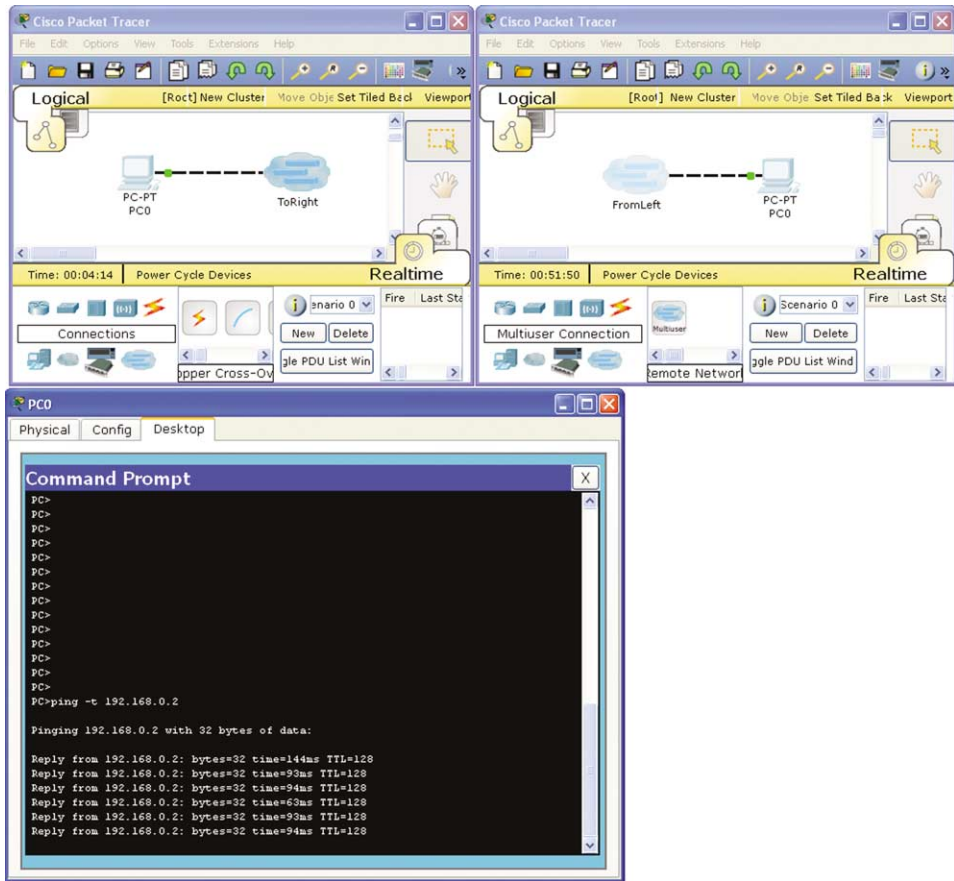 Cisco Packet Tracer
File Edit Options View Tools Extensions Help
Logical [Root] New Cluster Move Obje Set Tiled Back Viewport
PC-PT
PC0
ToRight
Time: 00:04:14 Power Cycle Devices Realtime
Connections
enario 0
New Delete
gle PDU List Win
Fire Last Sta
opper Cross-Ov
Cisco Packet Tracer
File Edit Options View Tools Extensions Help
Logical [Root] New Cluster Move Obje Set Tiled Back Viewport
FromLeft
PC-PT
PC0
Time: 00:51:50 Power Cycle Devices Realtime
Multiuser Connection
Multiuser
Scenario 0
New Delete
ggle PDU List Wind
Fire Last Sta
Remote Network
PC0
Physical Config Desktop
Command Prompt X
PC>
PC>
PC>
PC>
PC>
PC>
PC>
PC>
PC>
PC>
PC>
PC>
PC>
PC>
PC>ping -t 192.168.0.2
Pinging 192.168.0.2 with 32 bytes of data:
Reply from 192.168.0.2: bytes=32 time=144ms TTL=128
Reply from 192.168.0.2: bytes=32 time=93ms TTL=128
Reply from 192.168.0.2: bytes=32 time=94ms TTL=128
Reply from 192.168.0.2: bytes=32 time=63ms TTL=128
Reply from 192.168.0.2: bytes=32 time=93ms TTL=128
Reply from 192.168.0.2: bytes=32 time=94ms TTL=128